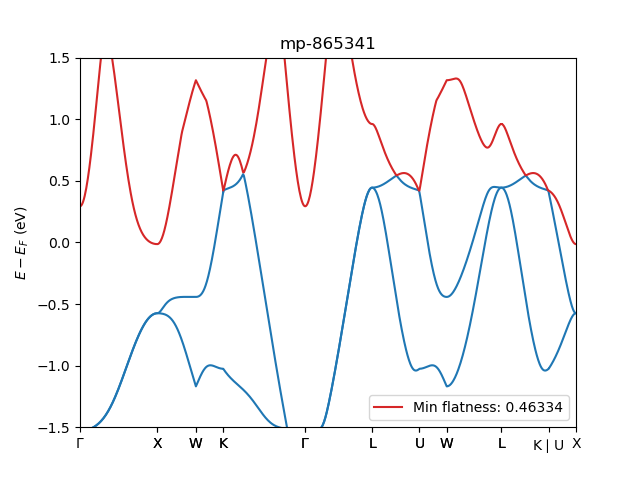 mp-865341
E − E_F (eV)
1.5
1.0
0.5
0.0
−0.5
−1.0
−1.5
Min flatness: 0.46334
Γ X W K Γ L U W L K | U X